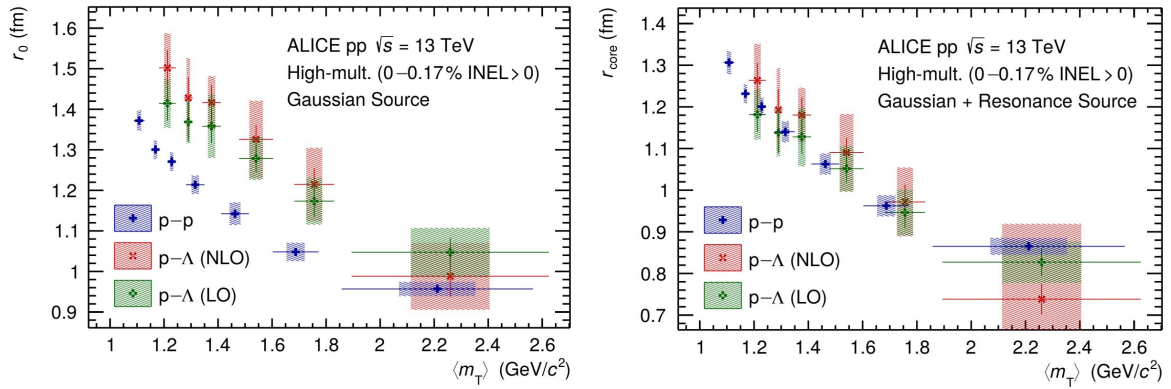 r₀ (fm)
1.6
1.5
1.4
1.3
1.2
1.1
1
0.9
ALICE pp √s = 13 TeV
High-mult. (0−0.17% INEL > 0)
Gaussian Source
p−p
p−Λ (NLO)
p−Λ (LO)
1 1.2 1.4 1.6 1.8 2 2.2 2.4 2.6
⟨m_T⟩ (GeV/c²)
r_core (fm)
1.4
1.3
1.2
1.1
1
0.9
0.8
0.7
ALICE pp √s = 13 TeV
High-mult. (0−0.17% INEL > 0)
Gaussian + Resonance Source
p−p
p−Λ (NLO)
p−Λ (LO)
1 1.2 1.4 1.6 1.8 2 2.2 2.4 2.6
⟨m_T⟩ (GeV/c²)